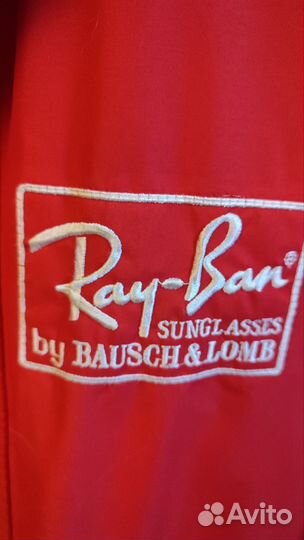 Ray-Ban®
SUNGLASSES
by BAUSCH & LOMB
Avito